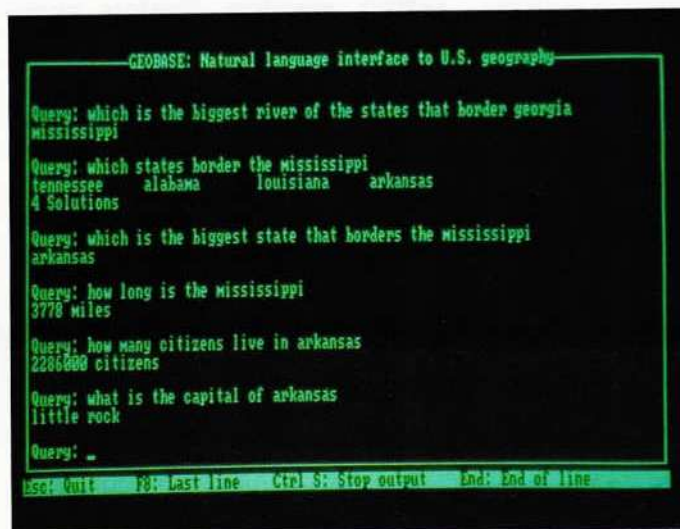 GEOBASE: Natural language interface to U.S. geography
Query: which is the biggest river of the states that border georgia
mississippi
Query: which states border the mississippi
tennessee alabama louisiana arkansas
4 Solutions
Query: which is the biggest state that borders the mississippi
arkansas
Query: how long is the mississippi
3778 miles
Query: how many citizens live in arkansas
2286000 citizens
Query: what is the capital of arkansas
little rock
Query: _
Esc: Quit F8: Last line Ctrl S: Stop output End: End of line